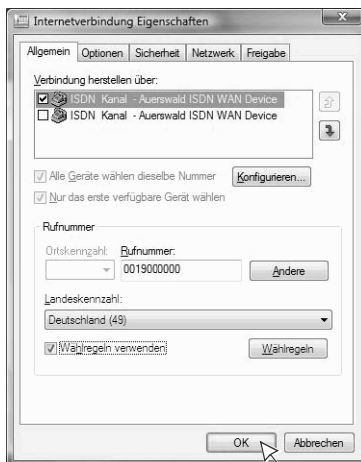 Internetverbindung Eigenschaften
Allgemein Optionen Sicherheit Netzwerk Freigabe
Verbindung herstellen über:
ISDN Kanal - Auerswald ISDN WAN Device
ISDN Kanal - Auerswald ISDN WAN Device
Alle Geräte wählen dieselbe Nummer Konfigurieren...
Nur das erste verfügbare Gerät wählen
Rufnummer
Ortskennzahl: Rufnummer:
0019000000 Andere
Landeskennzahl:
Deutschland (49)
Wählregeln verwenden Wählregeln
OK Abbrechen